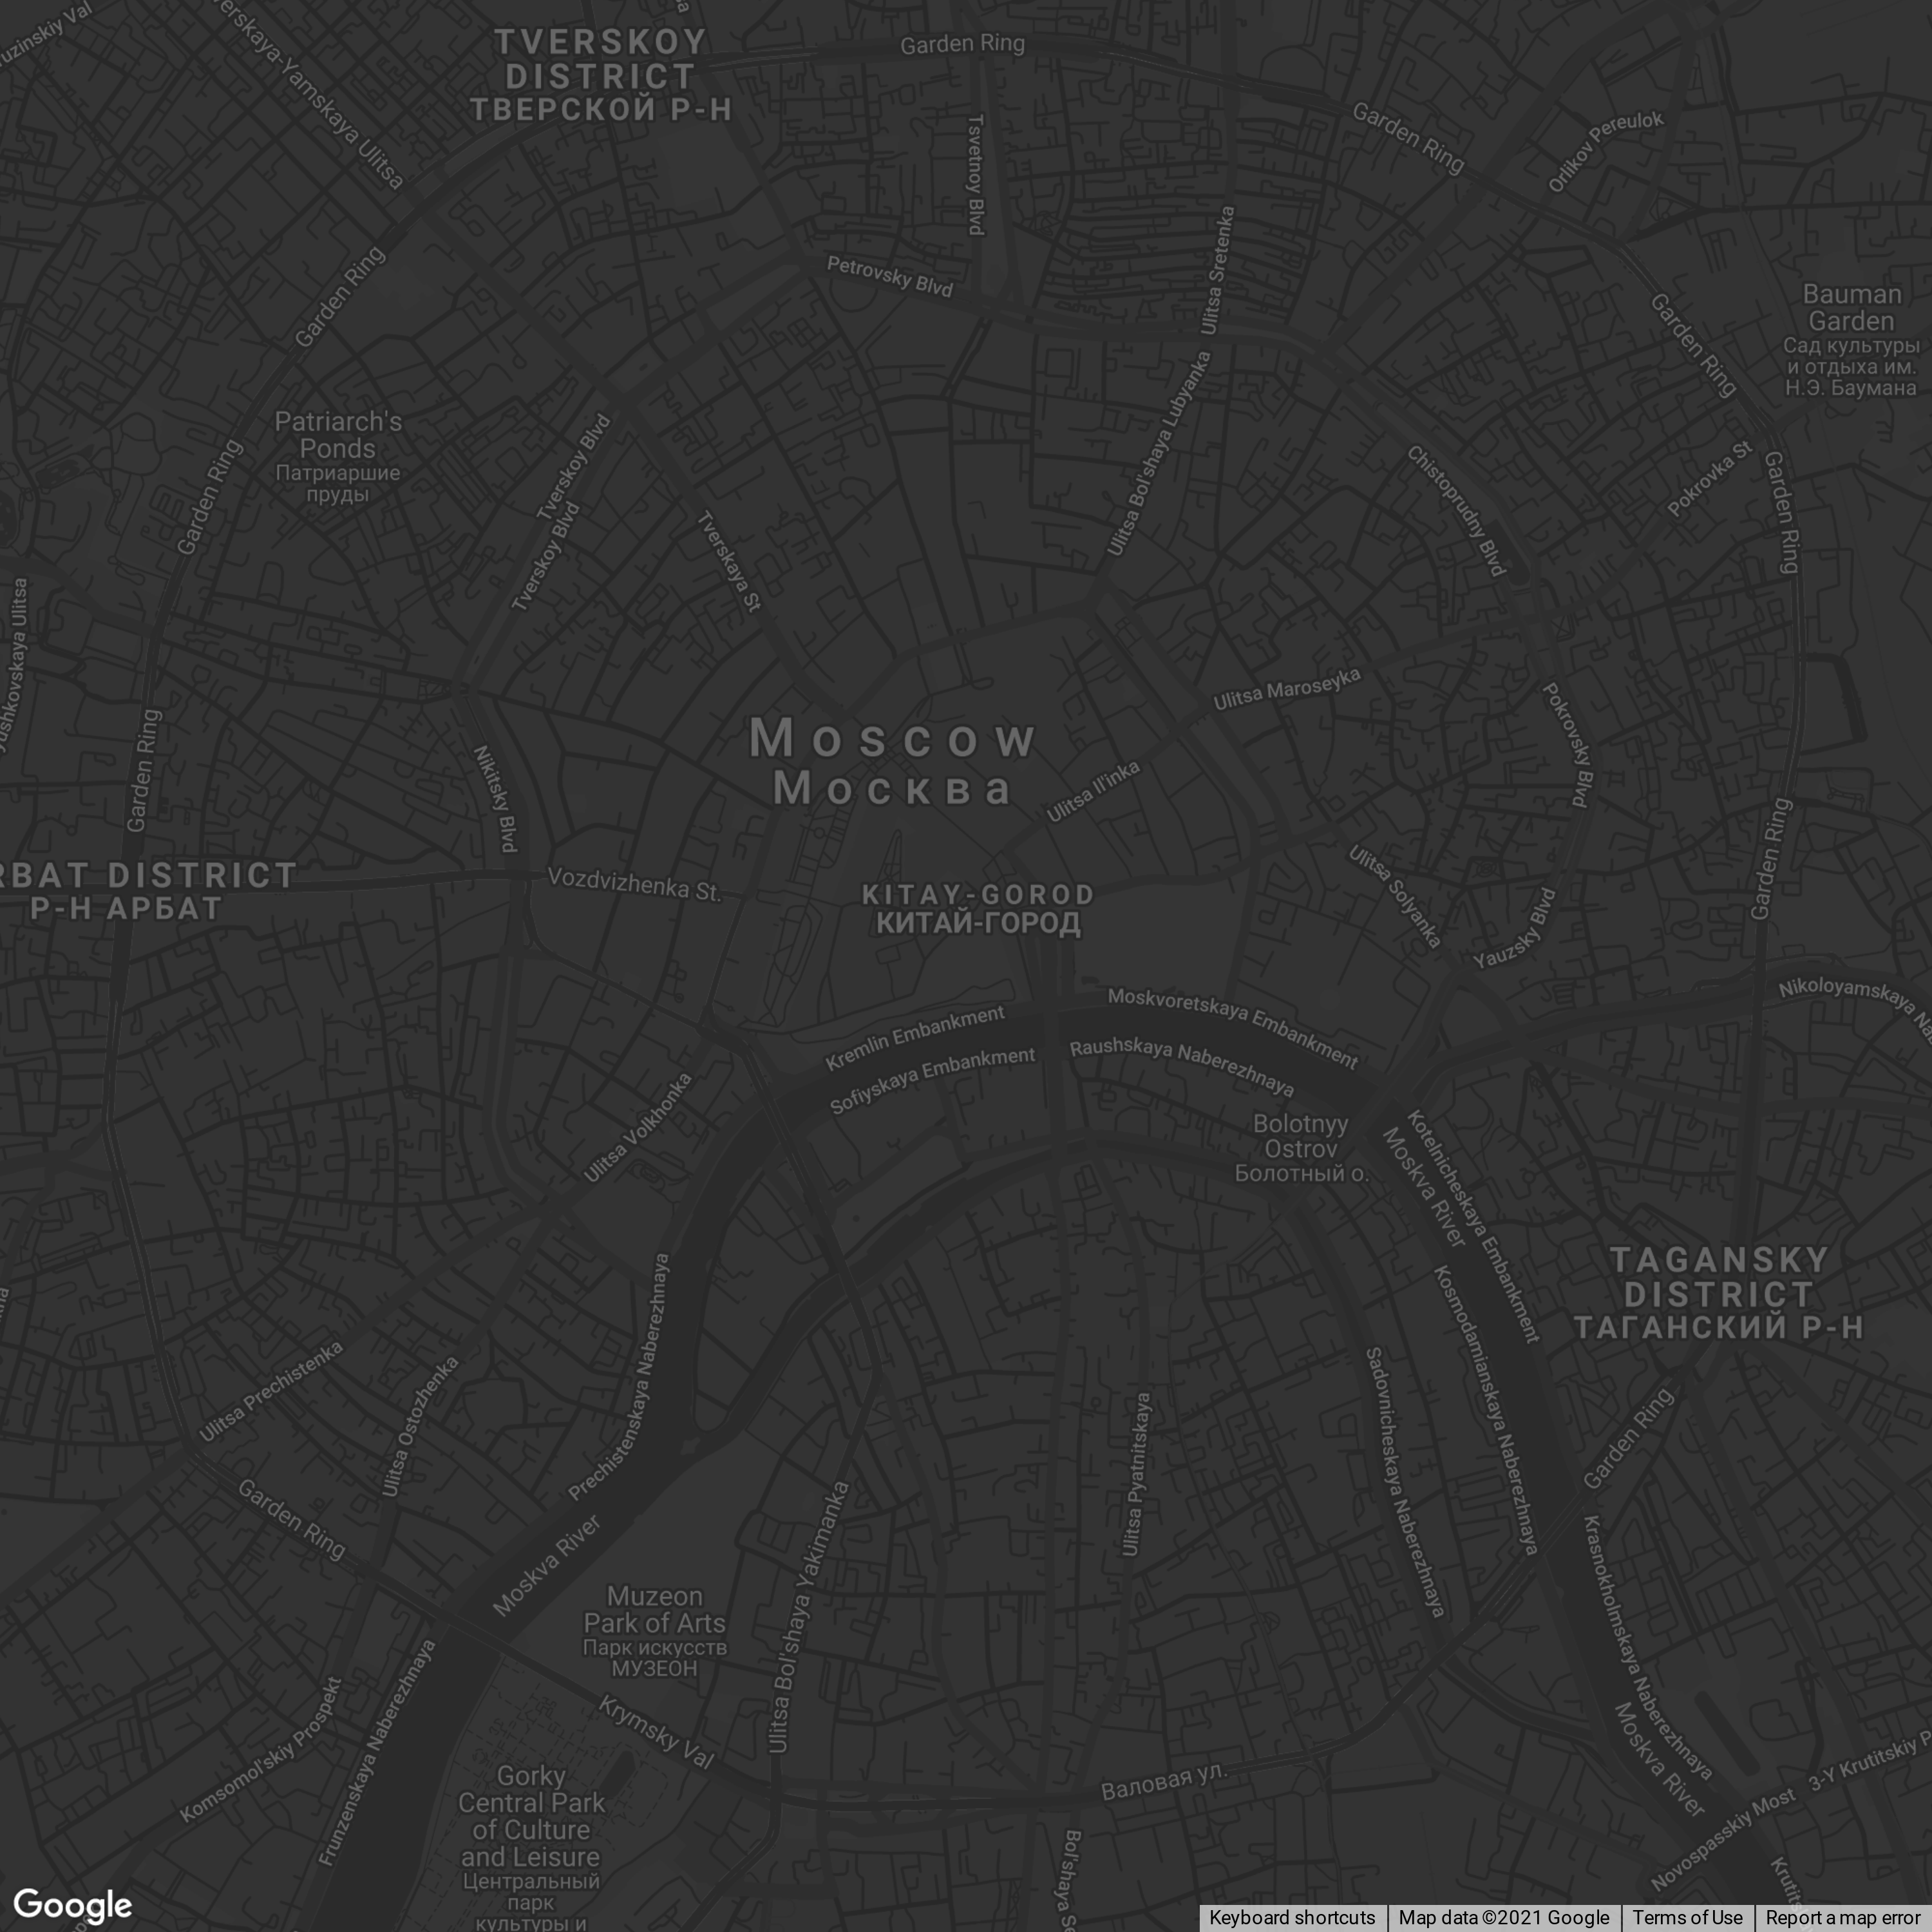 TVERSKOY
DISTRICT
ТВЕРСКОЙ Р-Н
Garden Ring
Garden Ring
Orlikov Pereulok
Tsvetnoy Blvd
Petrovsky Blvd
Ulitsa Sretenka
Garden Ring
Garden Ring
Bauman
Garden
Сад культуры
и отдыха им.
Н.Э. Баумана
Patriarch's
Ponds
Патриаршие
пруды
Garden Ring
Tverskoy Blvd
Tverskoy Blvd
Tverskaya St
Ulitsa Bol'shaya Lubyanka
Chistoprudny Blvd
Pokrovka St
Garden Ring
Ulitsa Maroseyka
Pokrovsky Blvd
Garden Ring
Nikitsky Blvd
Moscow
Москва
Ulitsa Il'inka
Ulitsa Solyanka
Garden Ring
DISTRICT
Р-Н АРБАТ
Vozdvizhenka St.
KITAY-GOROD
КИТАЙ-ГОРОД
Yauzsky Blvd
Nikoloyamskaya
Kremlin Embankment
Moskvoretskaya Embankment
Sofiyskaya Embankment
Raushskaya Naberezhnaya
Ulitsa Volkhonka
Bolotnyy
Ostrov
Болотный о.
Moskva River
Kotelnicheskaya Embankment
TAGANSKY
DISTRICT
ТАГАНСКИЙ Р-Н
Prechistenskaya Naberezhnaya
Kosmodamianskaya Naberezhnaya
Ulitsa Prechistenka
Ulitsa Ostozhenka
Sadovnicheskaya Naberezhnaya
Ulitsa Pyatnitskaya
Garden Ring
Garden Ring
Moskva River
Ulitsa Bol'shaya Yakimanka
Krasnokholmskaya Naberezhnaya
Muzeon
Park of Arts
Парк искусств
МУЗЕОН
Komsomol'skiy Prospekt
Frunzenskaya Naberezhnaya
Krymsky Val
Moskva River
Gorky
Central Park
of Culture
and Leisure
Центральный
парк
культуры и
Валовая ул.
Novospasskiy Most
3-Y Krutitskiy
Google
Keyboard shortcuts
Map data ©2021 Google
Terms of Use
Report a map error